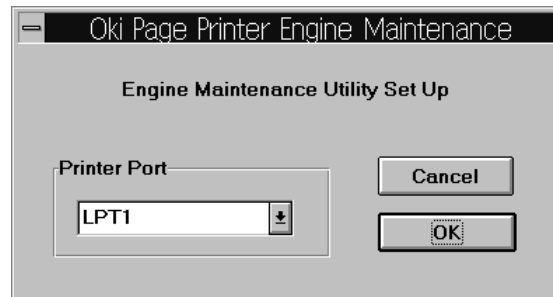 Oki Page Printer Engine Maintenance
Engine Maintenance Utility Set Up
Printer Port
Cancel
LPT1
OK